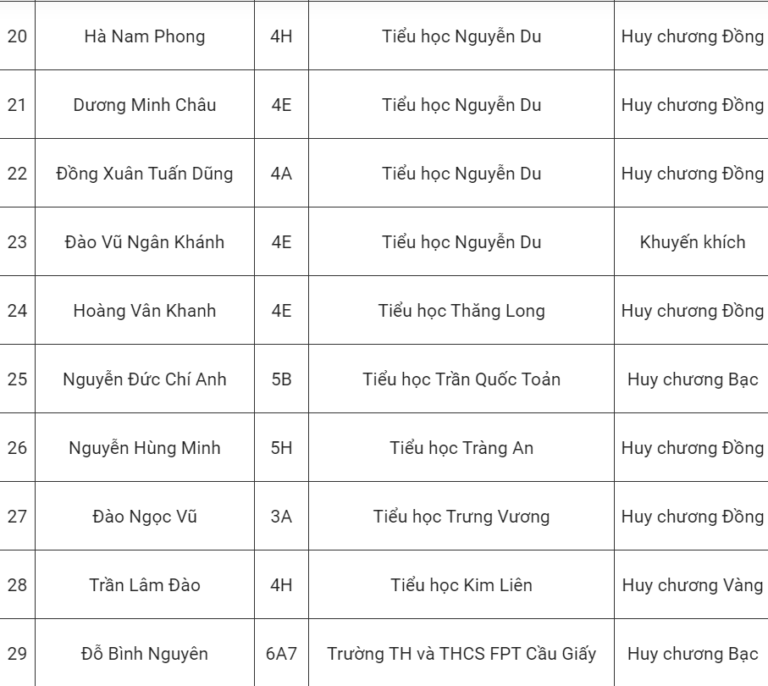 20 Hà Nam Phong 4H Tiểu học Nguyễn Du Huy chương Đồng
21 Dương Minh Châu 4E Tiểu học Nguyễn Du Huy chương Đồng
22 Đồng Xuân Tuấn Dũng 4A Tiểu học Nguyễn Du Huy chương Đồng
23 Đào Vũ Ngân Khánh 4E Tiểu học Nguyễn Du Khuyến khích
24 Hoàng Vân Khanh 4E Tiểu học Thăng Long Huy chương Đồng
25 Nguyễn Đức Chí Anh 5B Tiểu học Trần Quốc Toản Huy chương Bạc
26 Nguyễn Hùng Minh 5H Tiểu học Tràng An Huy chương Đồng
27 Đào Ngọc Vũ 3A Tiểu học Trưng Vương Huy chương Đồng
28 Trần Lâm Đào 4H Tiểu học Kim Liên Huy chương Vàng
29 Đỗ Bình Nguyên 6A7 Trường TH và THCS FPT Cầu Giấy Huy chương Bạc